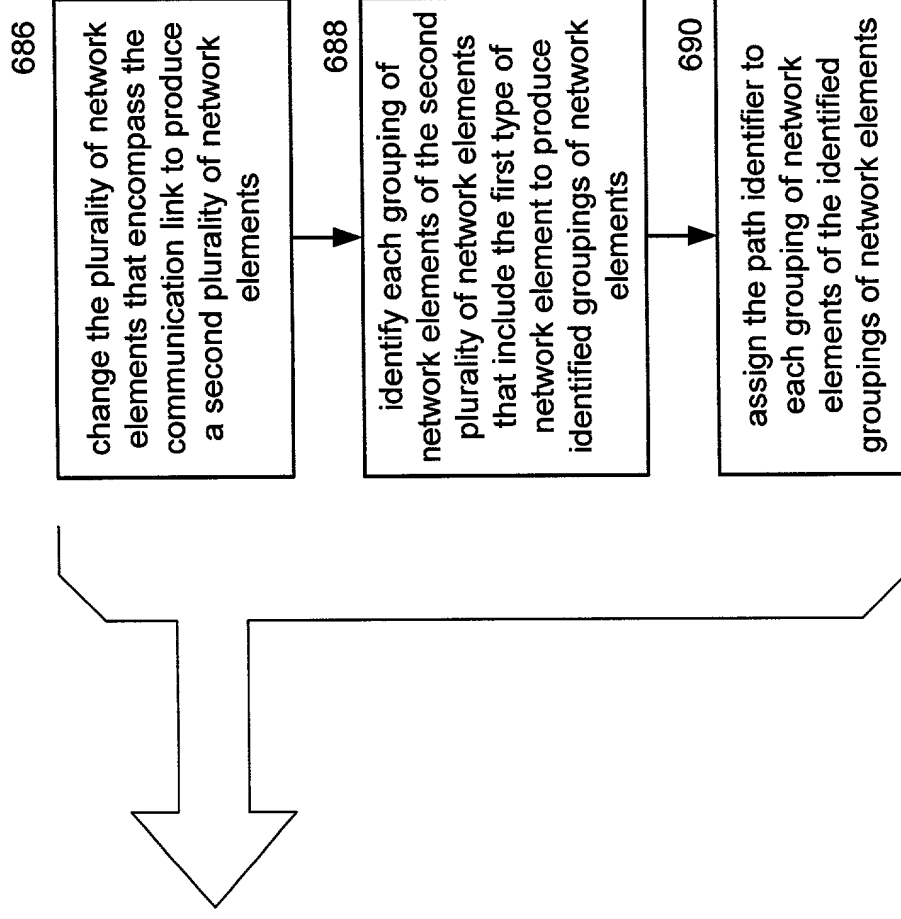 686
change the plurality of network
elements that encompass the
communication link to produce
a second plurality of network
elements
688
identify each grouping of
network elements of the second
plurality of network elements
that include the first type of
network element to produce
identified groupings of network
elements
690
assign the path identifier to
each grouping of network
elements of the identified
groupings of network elements